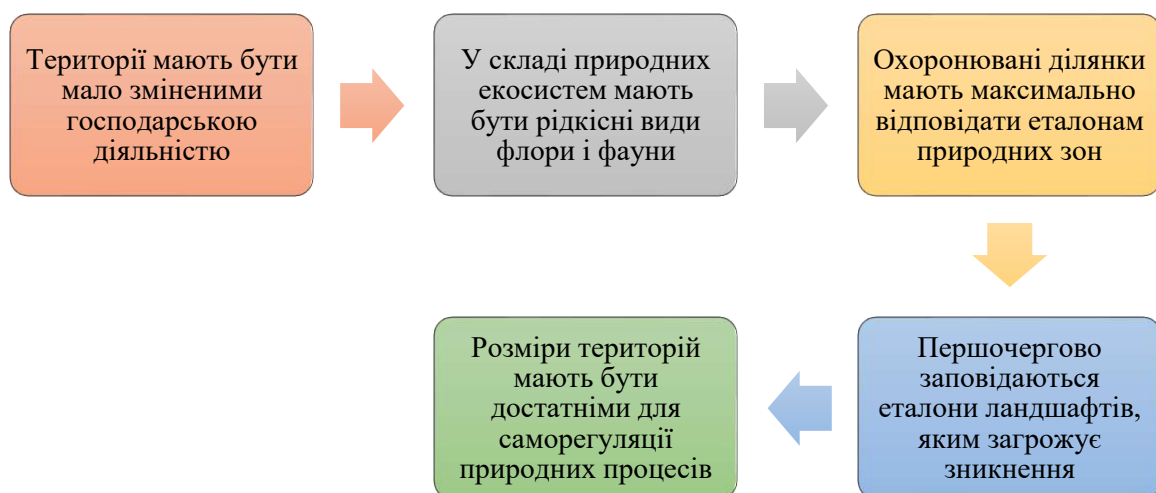 Території мають бути
мало зміненими
господарською
діяльністю
У складі природних
екосистем мають
бути рідкісні види
флори і фауни
Охоронювані ділянки
мають максимально
відповідати еталонам
природних зон
Першочергово
заповідаються
еталони ландшафтів,
яким загрожує
зникнення
Розміри територій
мають бути
достатніми для
саморегуляції
природних процесів